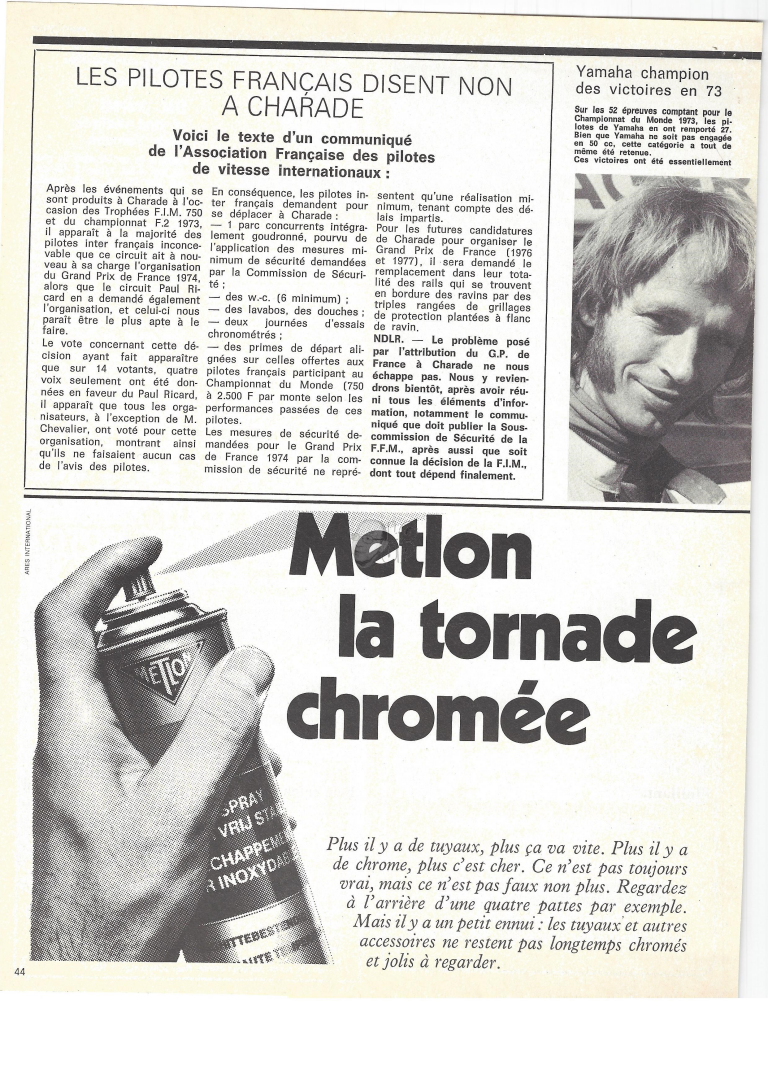 LES PILOTES FRANÇAIS DISENT NON
A CHARADE
Voici le texte d'un communiqué
de l'Association Française des pilotes
de vitesse internationaux :
Après les événements qui se
sont produits à Charade à l'oc-
casion des Trophées F.I.M. 750
et du championnat F.2 1973,
il apparaît à la majorité des
pilotes inter français inconce-
vable que ce circuit ait à nou-
veau à sa charge l'organisation
du Grand Prix de France 1974,
alors que le circuit Paul Ri-
card en a demandé également
l'organisation, et celui-ci nous
paraît être le plus apte à le
faire.
Le vote concernant cette dé-
cision ayant fait apparaître
que sur 14 votants, quatre
voix seulement ont été don-
nées en faveur du Paul Ricard,
il apparaît que tous les orga-
nisateurs, à l'exception de M.
Chevalier, ont voté pour cette
organisation, montrant ainsi
qu'ils ne faisaient aucun cas
de l'avis des pilotes.
En conséquence, les pilotes in-
ter français demandent pour
se déplacer à Charade :
— 1 parc concurrents intégra-
lement goudronné, pourvu de
l'application des mesures mi-
nimum de sécurité demandées
par la Commission de Sécuri-
té ;
— des w.-c. (6 minimum) ;
— des lavabos, des douches ;
— deux journées d'essais
chronométrés ;
— des primes de départ ali-
gnées sur celles offertes aux
pilotes français participant au
Championnat du Monde (750
à 2.500 F par monte selon les
performances passées de ces
pilotes.
Les mesures de sécurité de-
mandées pour le Grand Prix
de France 1974 par la com-
mission de sécurité ne repré-
sentent qu'une réalisation mi-
nimum, tenant compte des dé-
lais impartis.
Pour les futures candidatures
de Charade pour organiser le
Grand Prix de France (1976
et 1977), il sera demandé le
remplacement dans leur tota-
lité des rails qui se trouvent
en bordure des ravins par des
triples rangées de grillages
de protection plantées à flanc
de ravin.
NDLR. — Le problème posé
par l'attribution du G.P. de
France à Charade ne nous
échappe pas. Nous y revien-
drons bientôt, après avoir réu-
ni tous les éléments d'infor-
mation, notamment le commu-
niqué que doit publier la Sous-
commission de Sécurité de la
F.F.M., après aussi que soit
connue la décision de la F.I.M.,
dont tout dépend finalement.
Yamaha champion
des victoires en 73
Sur les 52 épreuves comptant pour le
Championnat du Monde 1973, les pi-
lotes de Yamaha en ont remporté 27.
Bien que Yamaha ne soit pas engagée
en 50 cc, cette catégorie a tout de
même été retenue.
Ces victoires ont été essentiellement
ARES INTERNATIONAL
Metlon
la tornade
chromée
METLON
SPRAY
VRIJ STA
CHAPPEME
R INOXYDAB
HITTEBESTEND
HAUTE TEMPER
Plus il y a de tuyaux, plus ça va vite. Plus il y a
de chrome, plus c'est cher. Ce n'est pas toujours
vrai, mais ce n'est pas faux non plus. Regardez
à l'arrière d'une quatre pattes par exemple.
Mais il y a un petit ennui : les tuyaux et autres
accessoires ne restent pas longtemps chromés
et jolis à regarder.
44